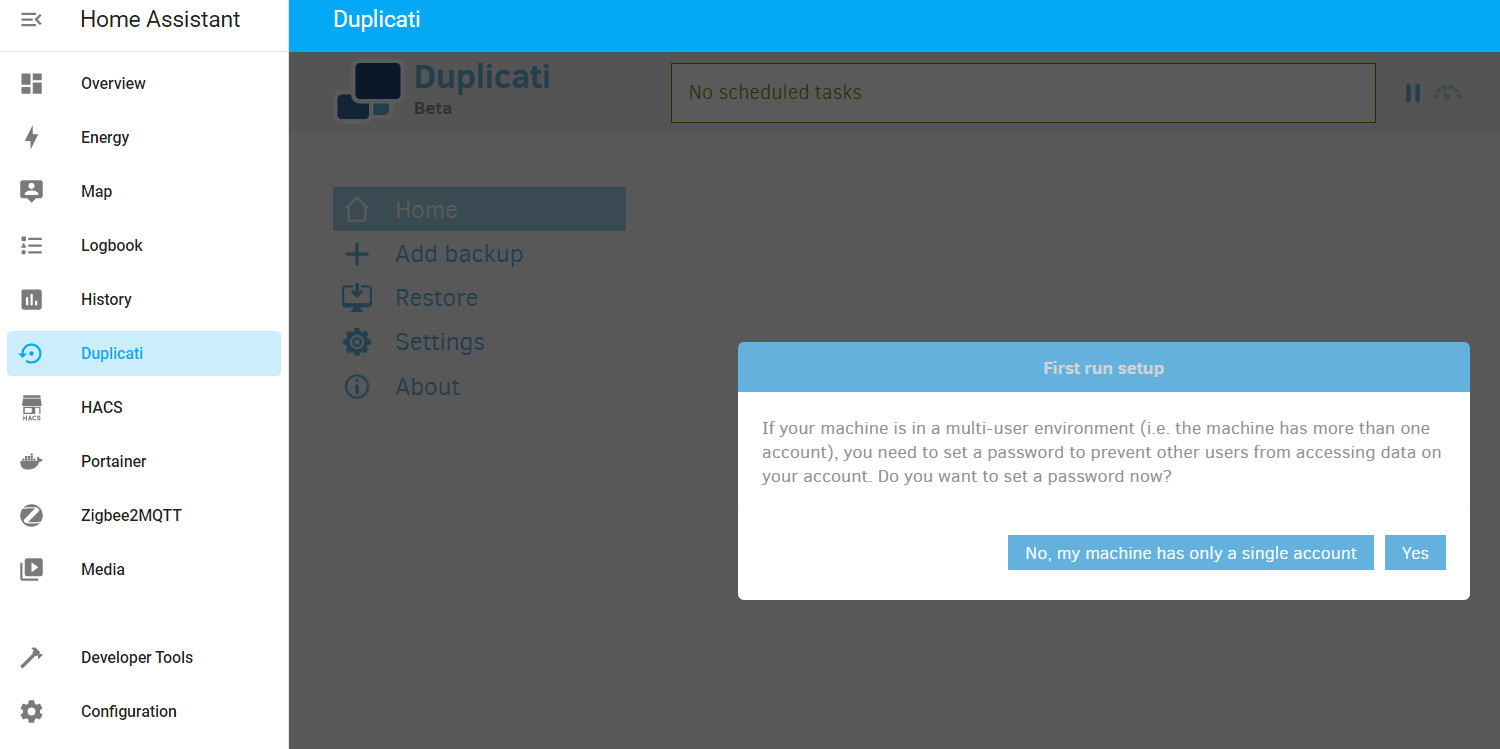 Home Assistant
Duplicati
Overview
Energy
Map
Logbook
History
Duplicati
HACS
HACS
Portainer
Zigbee2MQTT
Media
Developer Tools
Configuration
Duplicati
Beta
No scheduled tasks
Home
Add backup
Restore
Settings
About
First run setup
If your machine is in a multi-user environment (i.e. the machine has more than one
account), you need to set a password to prevent other users from accessing data on
your account. Do you want to set a password now?
No, my machine has only a single account
Yes